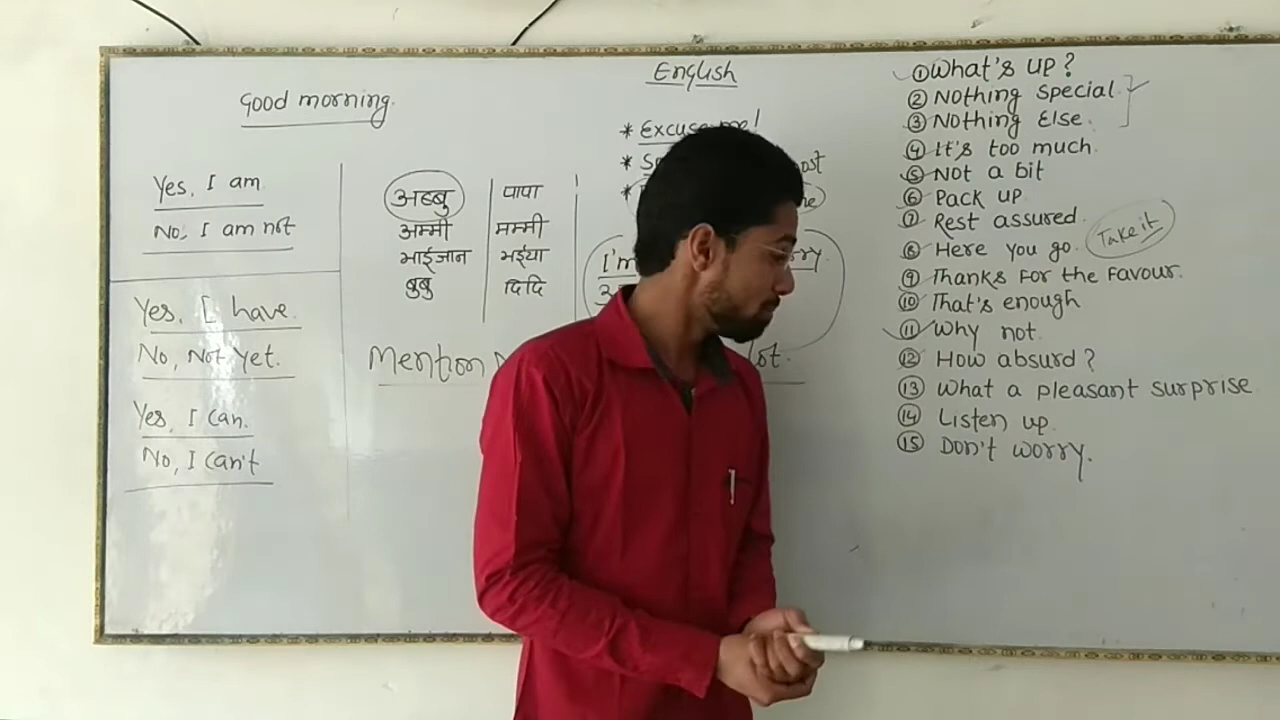 English
Good morning.
Yes, I am
No, I am not
Yes, I have.
No, Not yet.
Yes, I can.
No, I can't
अब्बु पापा
अम्मी मम्मी
भाईजान भईया
बुबु दिदि
* Excuse me!
*
*
I'm
Mention
① What's up?
② Nothing special.
③ Nothing Else.
④ It's too much.
⑤ Not a bit
⑥ Pack up
⑦ Rest assured.
⑧ Here you go. Take it
⑨ Thanks for the favour.
⑩ That's enough
⑪ Why not.
⑫ How absurd?
⑬ What a pleasant surprise
⑭ Listen up.
⑮ Don't worry.